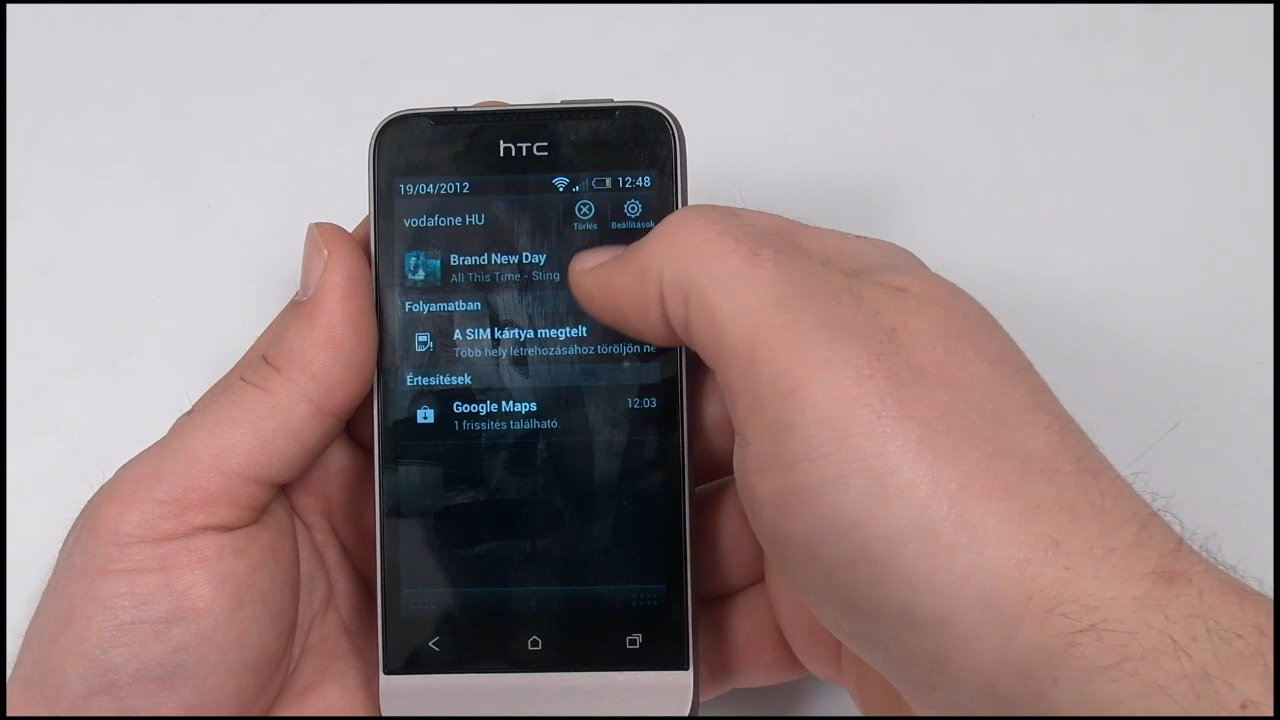 hTC
19/04/2012 12:48
vodafone HU
Törlés
Beállítások
Brand New Day
All This Time - Sting
Folyamatban
A SIM kártya megtelt
Több hely létrehozásához töröljön ne
Értesítések
Google Maps 12:03
1 frissítés található.